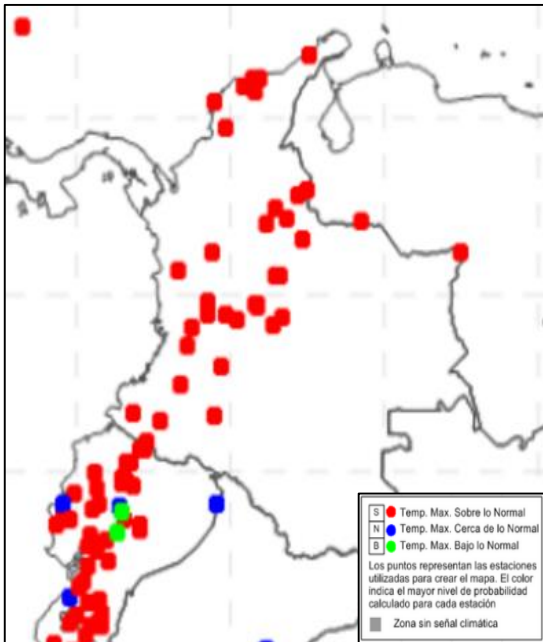 S Temp. Max. Sobre lo Normal
N Temp. Max. Cerca de lo Normal
B Temp. Max. Bajo lo Normal
Los puntos representan las estaciones
utilizadas para crear el mapa. El color
indica el mayor nivel de probabilidad
calculado para cada estación
Zona sin señal climática